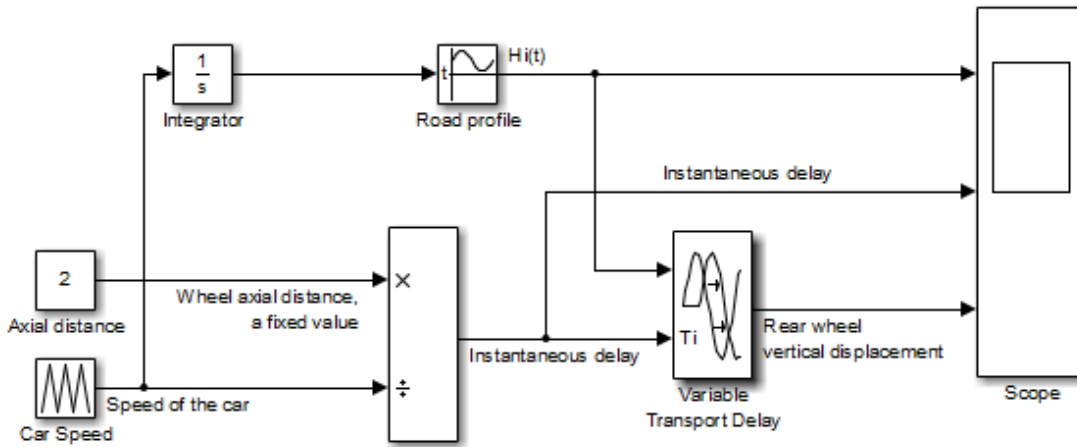 1
s
Integrator
t
Road profile
Hi(t)
Instantaneous delay
2
Axial distance
Wheel axial distance,
a fixed value
×
÷
Car Speed
Speed of the car
Instantaneous delay
Ti
Variable
Transport Delay
Rear wheel
vertical displacement
Scope